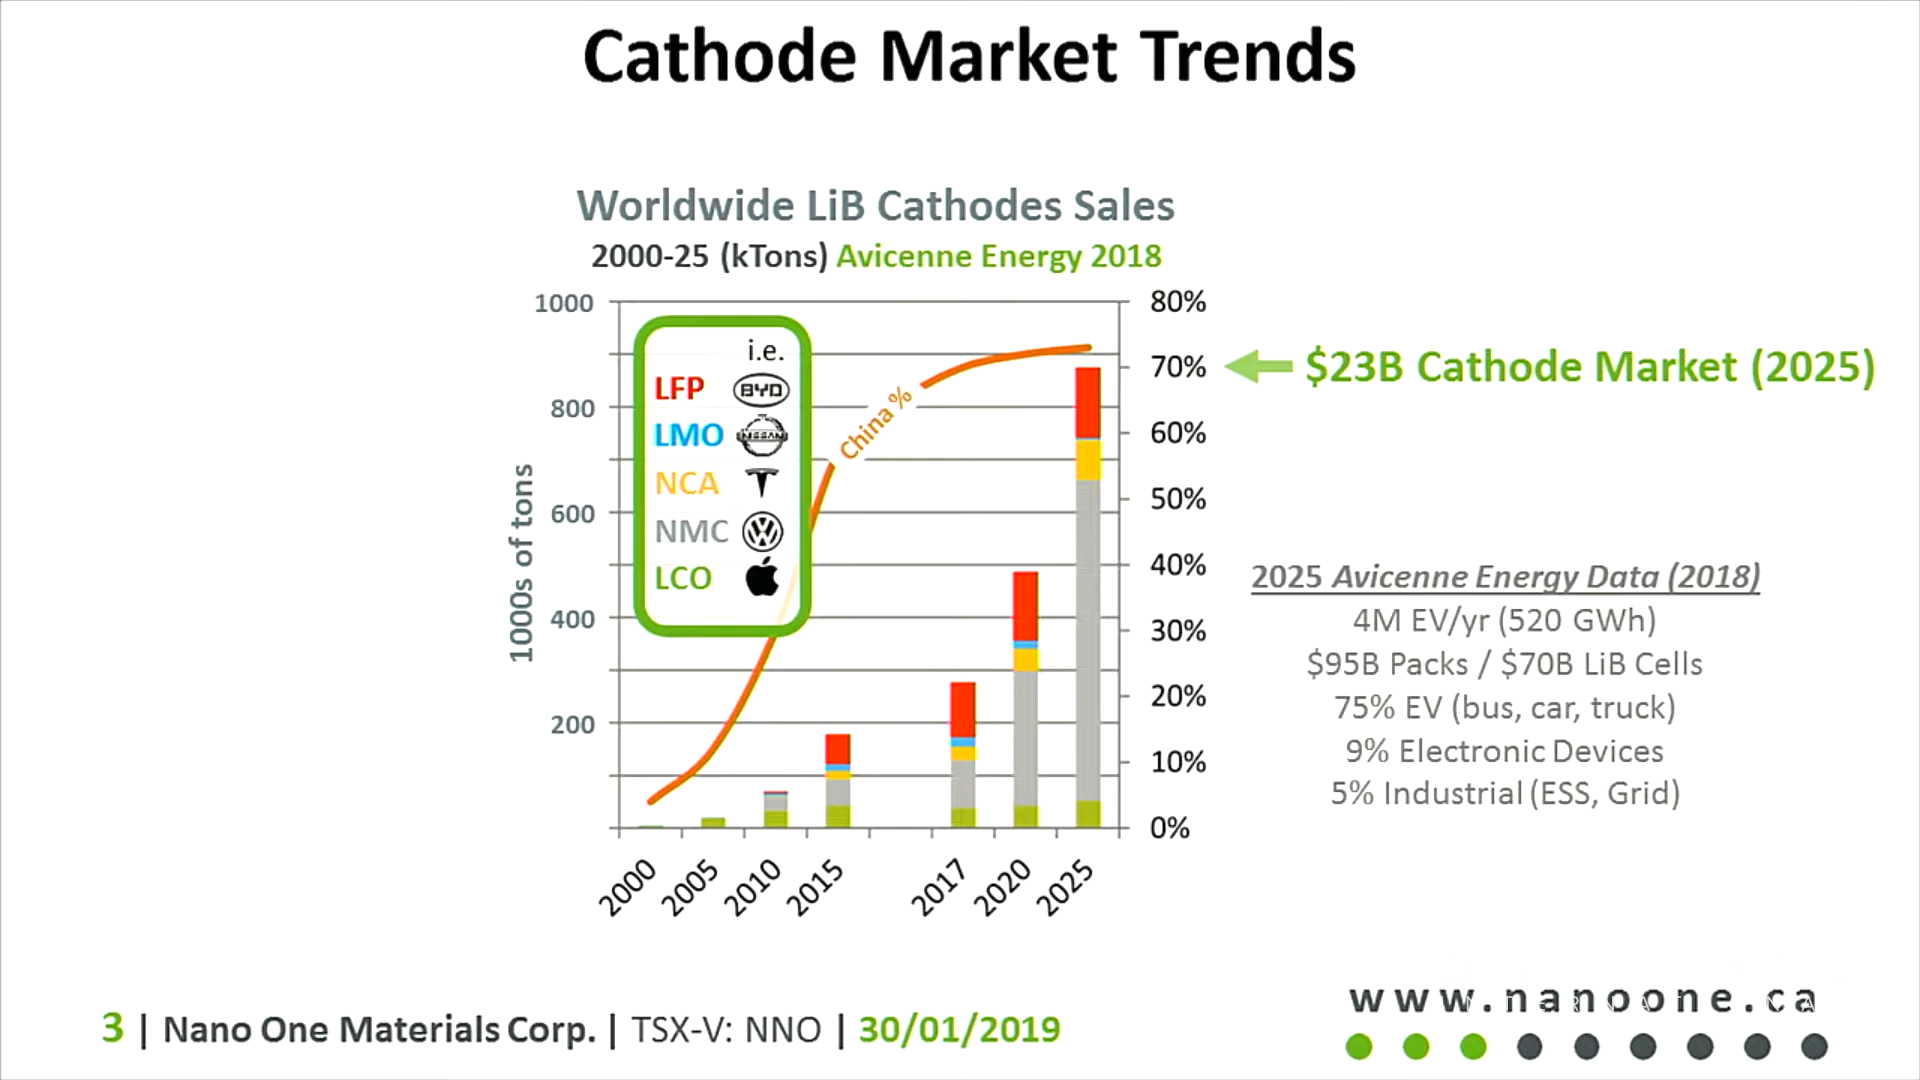 Cathode Market Trends
Worldwide LiB Cathodes Sales
2000-25 (kTons) Avicenne Energy 2018
1000s of tons
1000
800
600
400
200
i.e.
LFP BYD
LMO NISSAN
NCA
NMC
LCO
China %
80%
70%
60%
50%
40%
30%
20%
10%
0%
2000 2005 2010 2015 2017 2020 2025
$23B Cathode Market (2025)
2025 Avicenne Energy Data (2018)
4M EV/yr (520 GWh)
$95B Packs / $70B LiB Cells
75% EV (bus, car, truck)
9% Electronic Devices
5% Industrial (ESS, Grid)
3 | Nano One Materials Corp. | TSX-V: NNO | 30/01/2019
www.nanoone.ca